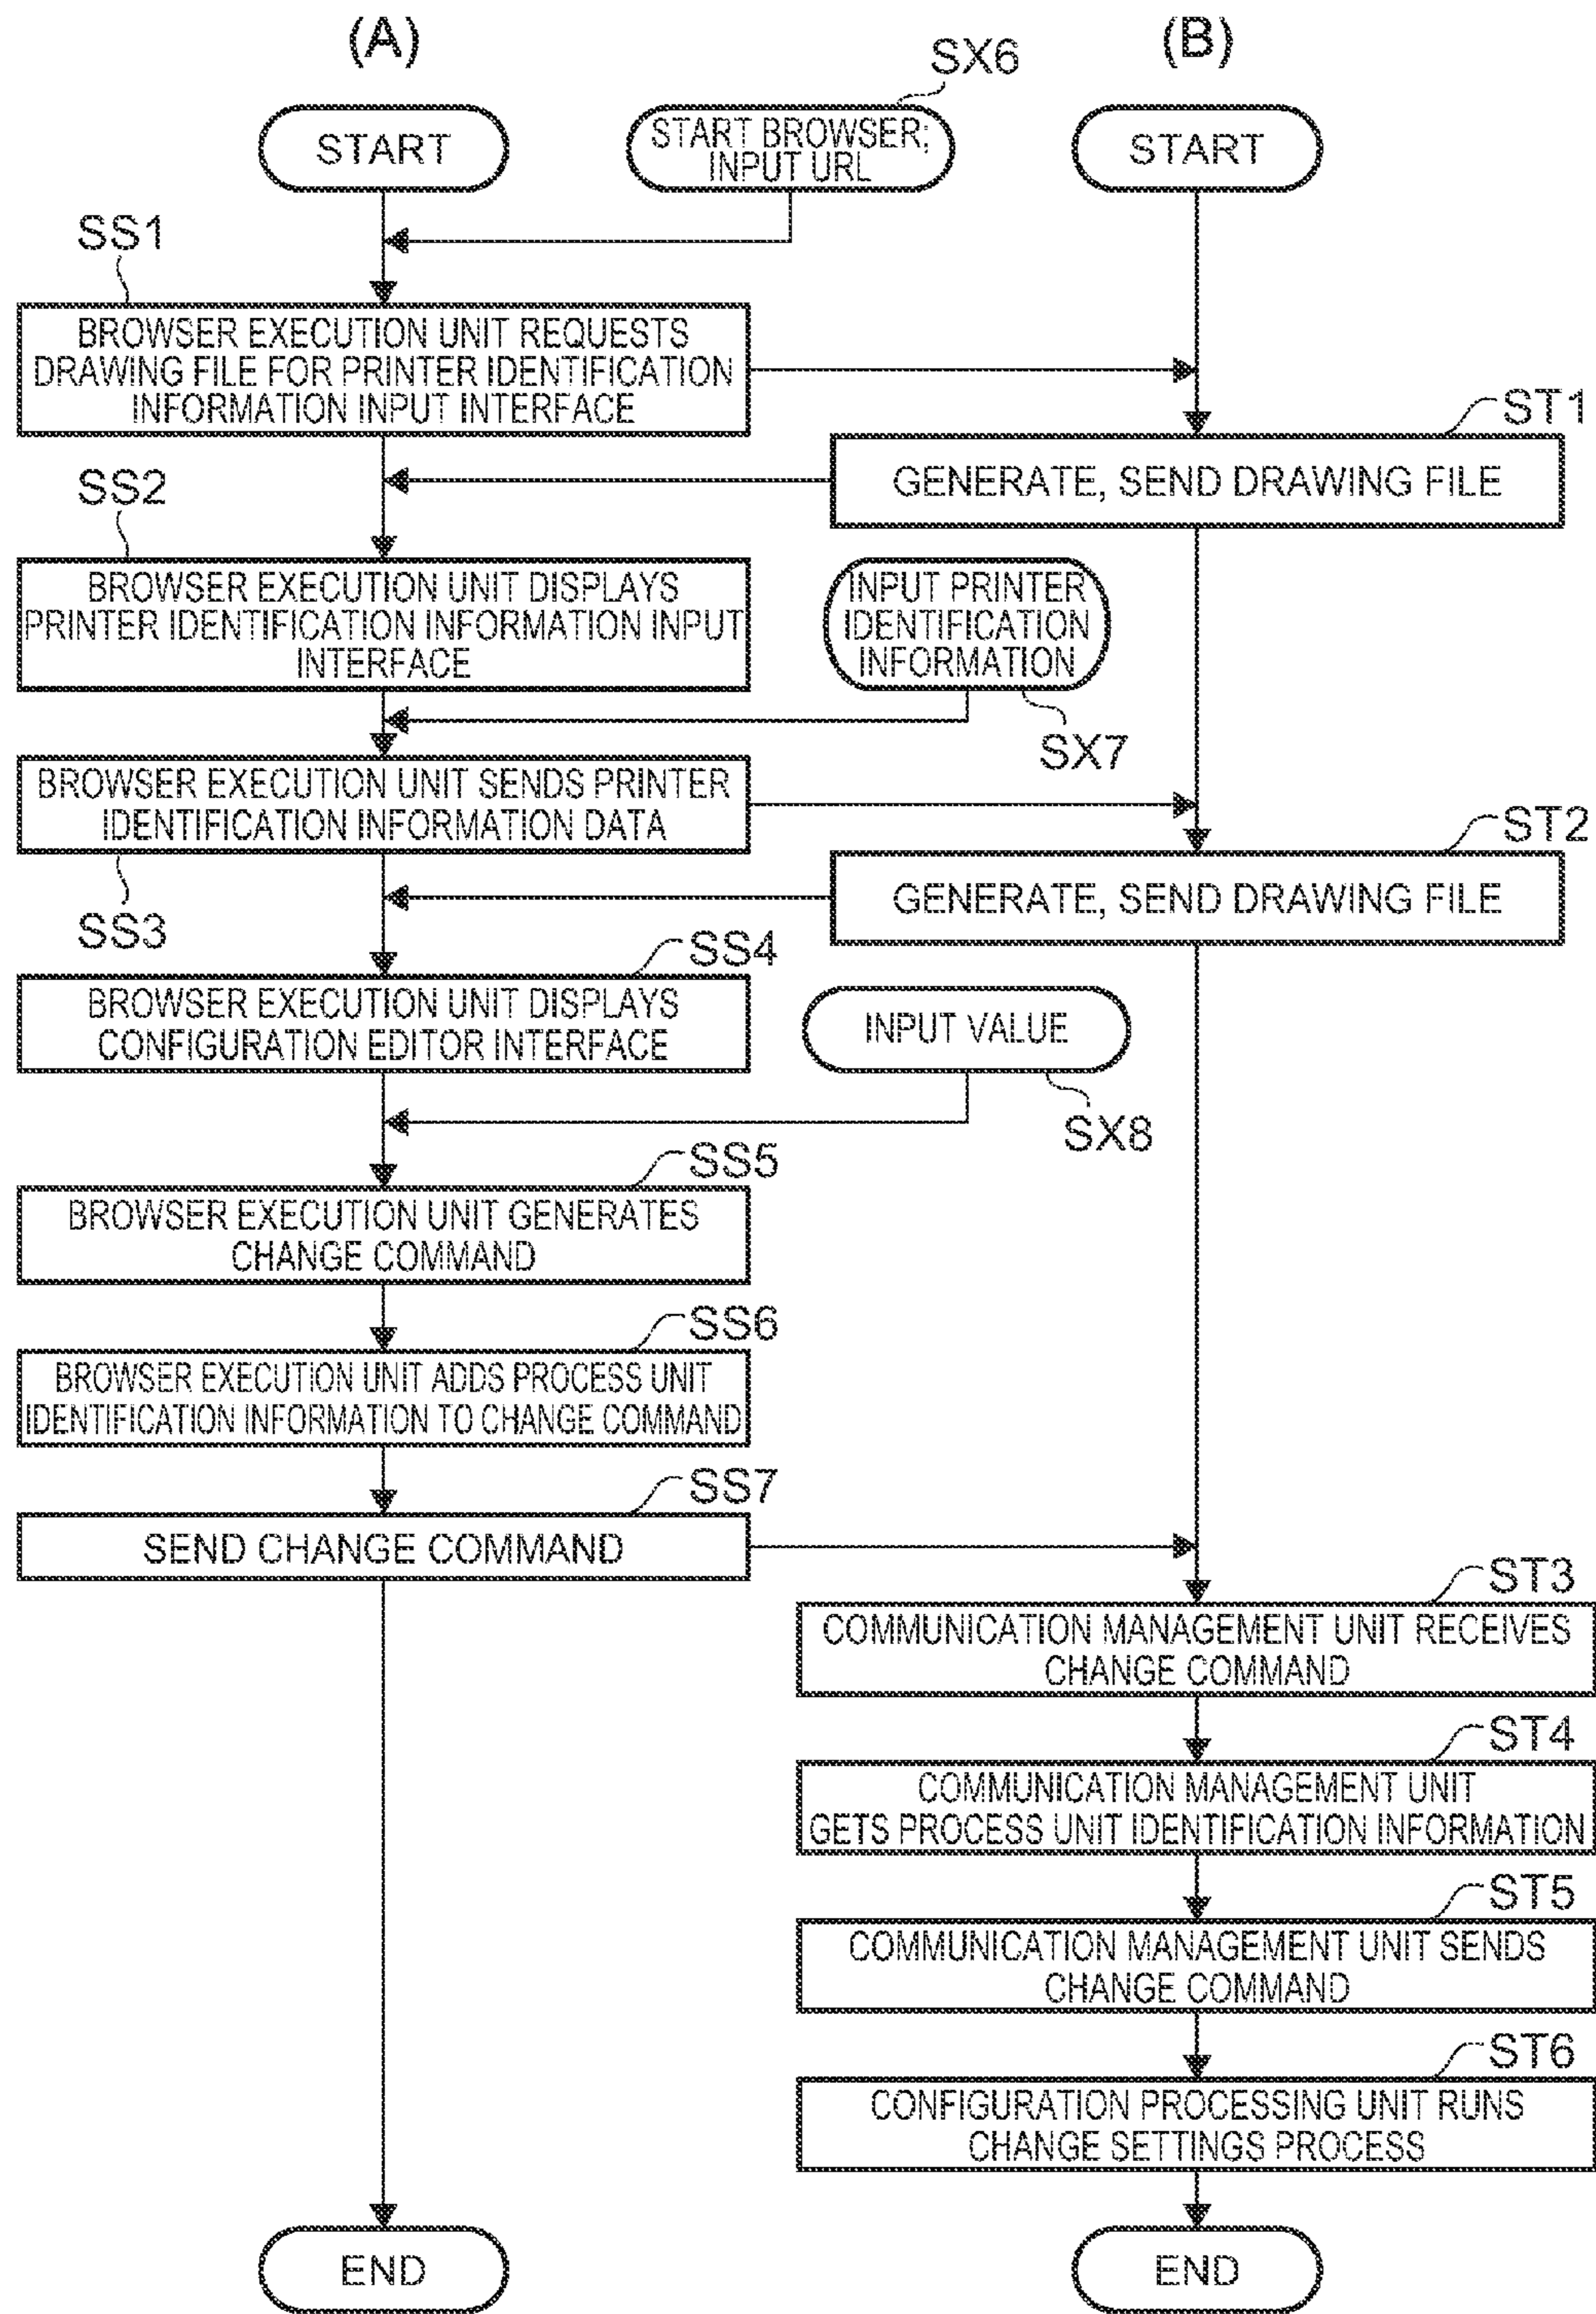 (A)
(B)
SX6
START
START BROWSER;
INPUT URL
START
SS1
BROWSER EXECUTION UNIT REQUESTS
DRAWING FILE FOR PRINTER IDENTIFICATION
INFORMATION INPUT INTERFACE
ST1
GENERATE, SEND DRAWING FILE
SS2
BROWSER EXECUTION UNIT DISPLAYS
PRINTER IDENTIFICATION INFORMATION INPUT
INTERFACE
INPUT PRINTER
IDENTIFICATION
INFORMATION
SX7
BROWSER EXECUTION UNIT SENDS PRINTER
IDENTIFICATION INFORMATION DATA
SS3
ST2
GENERATE, SEND DRAWING FILE
SS4
BROWSER EXECUTION UNIT DISPLAYS
CONFIGURATION EDITOR INTERFACE
INPUT VALUE
SX8
SS5
BROWSER EXECUTION UNIT GENERATES
CHANGE COMMAND
SS6
BROWSER EXECUTION UNIT ADDS PROCESS UNIT
IDENTIFICATION INFORMATION TO CHANGE COMMAND
SS7
SEND CHANGE COMMAND
ST3
COMMUNICATION MANAGEMENT UNIT RECEIVES
CHANGE COMMAND
ST4
COMMUNICATION MANAGEMENT UNIT
GETS PROCESS UNIT IDENTIFICATION INFORMATION
ST5
COMMUNICATION MANAGEMENT UNIT SENDS
CHANGE COMMAND
ST6
CONFIGURATION PROCESSING UNIT RUNS
CHANGE SETTINGS PROCESS
END
END